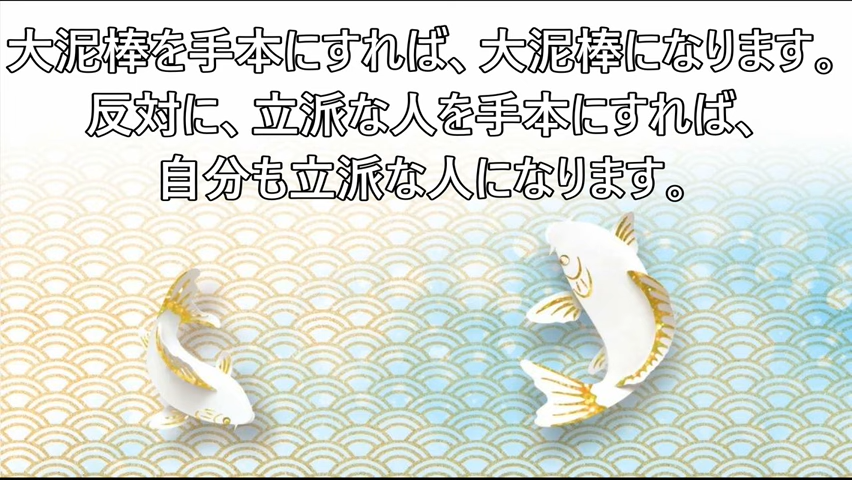 大泥棒を手本にすれば、大泥棒になります。
反対に、立派な人を手本にすれば、
自分も立派な人になります。